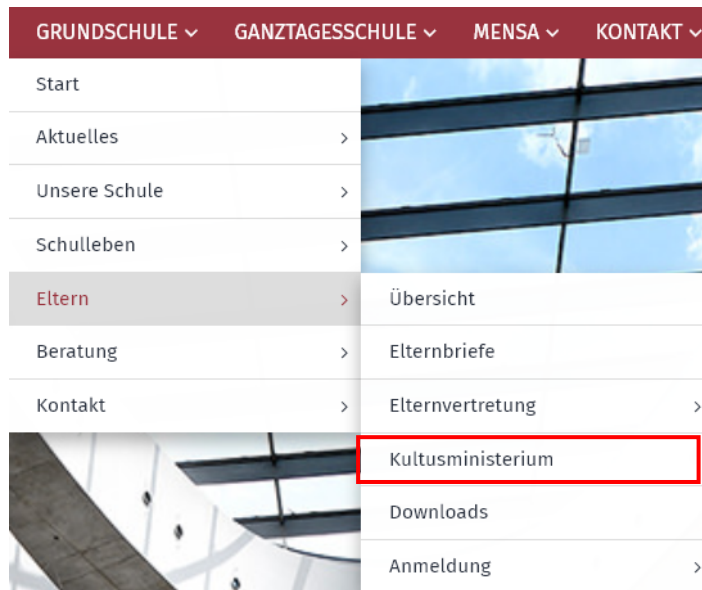 GRUNDSCHULE GANZTAGESSCHULE MENSA KONTAKT
Start
Aktuelles
Unsere Schule
Schulleben
Eltern
Beratung
Kontakt
Übersicht
Elternbriefe
Elternvertretung
Kultusministerium
Downloads
Anmeldung